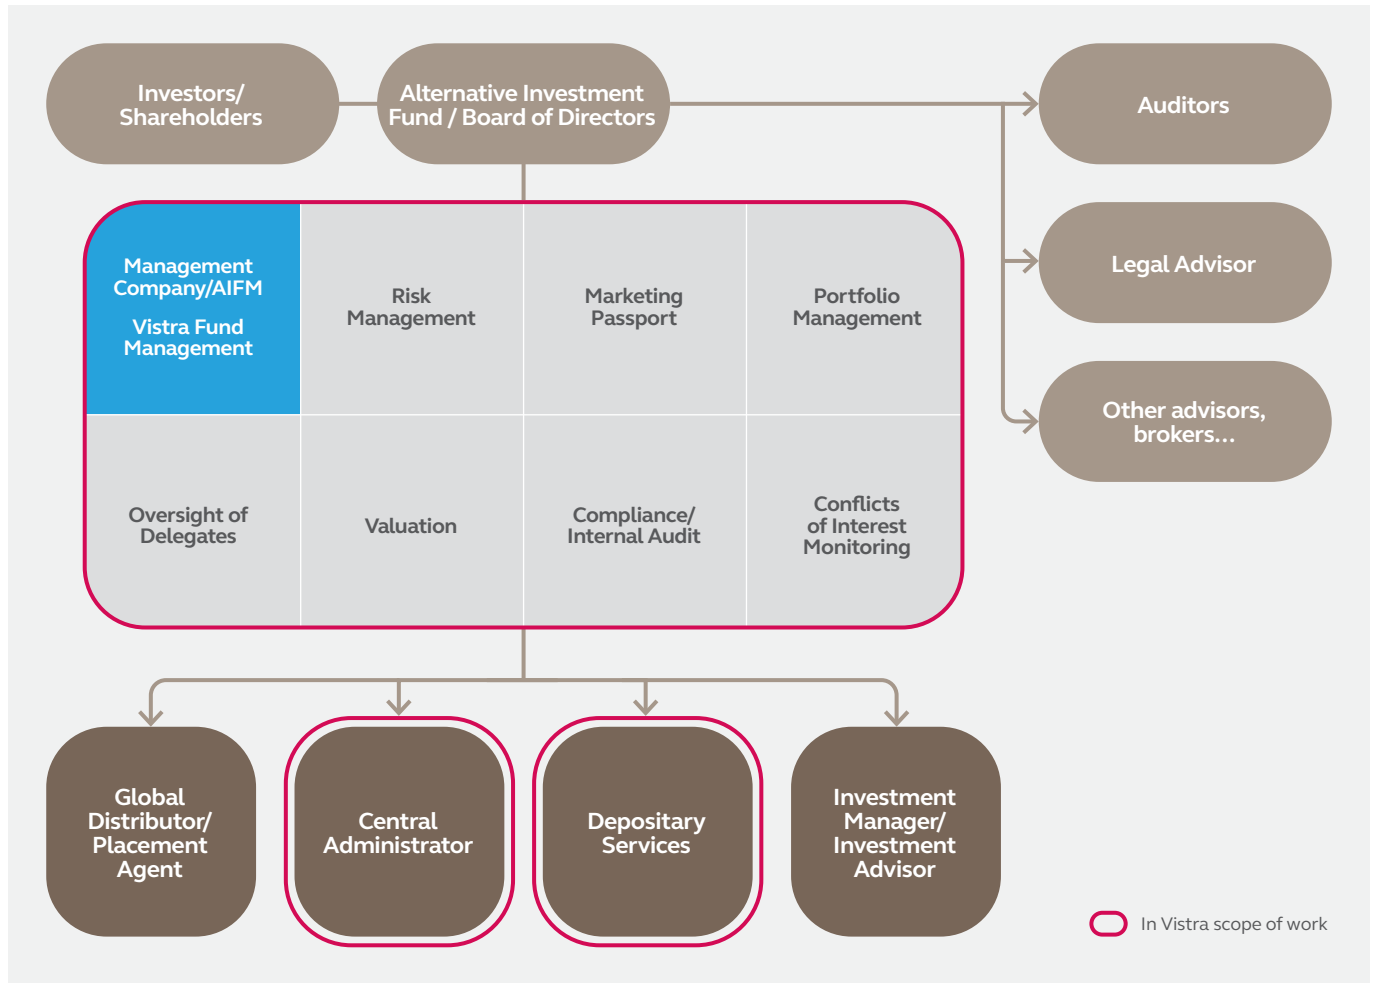 Investors/
Shareholders
Alternative Investment
Fund / Board of Directors
Auditors
Legal Advisor
Other advisors,
brokers...
Management
Company/AIFM
Vistra Fund
Management
Risk
Management
Marketing
Passport
Portfolio
Management
Oversight of
Delegates
Valuation
Compliance/
Internal Audit
Conflicts
of Interest
Monitoring
Global
Distributor/
Placement
Agent
Central
Administrator
Depositary
Services
Investment
Manager/
Investment
Advisor
In Vistra scope of work